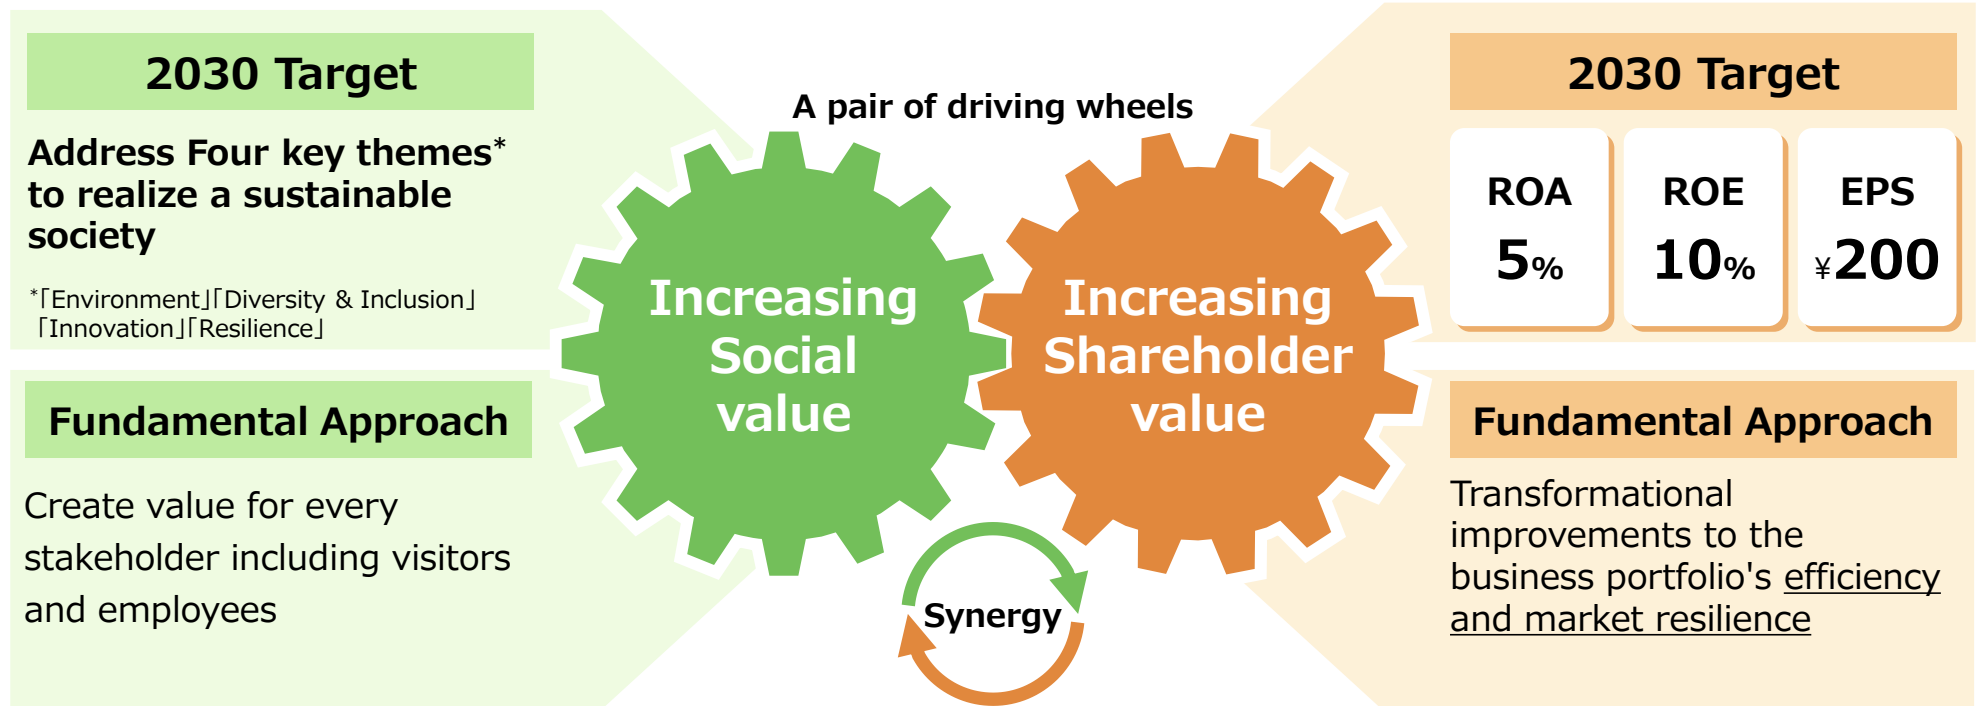 2030 Target
Address Four key themes*
to realize a sustainable
society
*｢Environment｣｢Diversity & Inclusion｣
｢Innovation｣｢Resilience｣
Fundamental Approach
Create value for every
stakeholder including visitors
and employees
A pair of driving wheels
Increasing
Social
value
Increasing
Shareholder
value
Synergy
2030 Target
ROA
5%
ROE
10%
EPS
¥200
Fundamental Approach
Transformational
improvements to the
business portfolio's efficiency
and market resilience